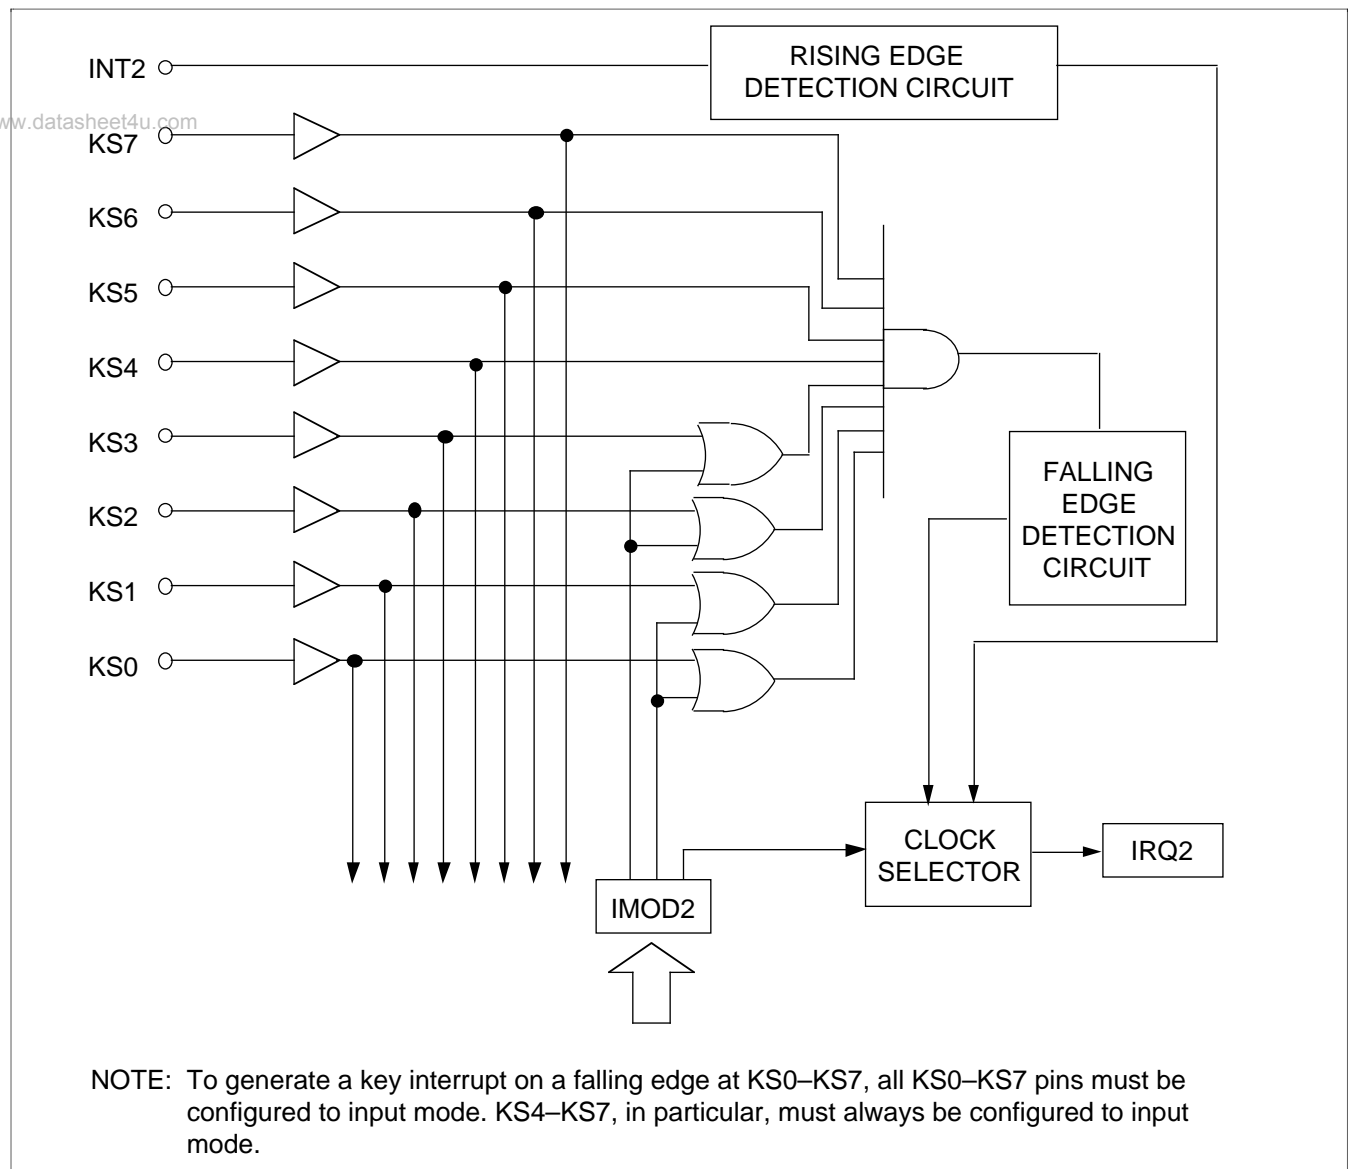 INT2
RISING EDGE
DETECTION CIRCUIT
ww.datasheet4u.com
KS7
KS6
KS5
KS4
KS3
KS2
KS1
KS0
FALLING
EDGE
DETECTION
CIRCUIT
CLOCK
SELECTOR
IRQ2
IMOD2
NOTE: To generate a key interrupt on a falling edge at KS0–KS7, all KS0–KS7 pins must be
configured to input mode. KS4–KS7, in particular, must always be configured to input
mode.